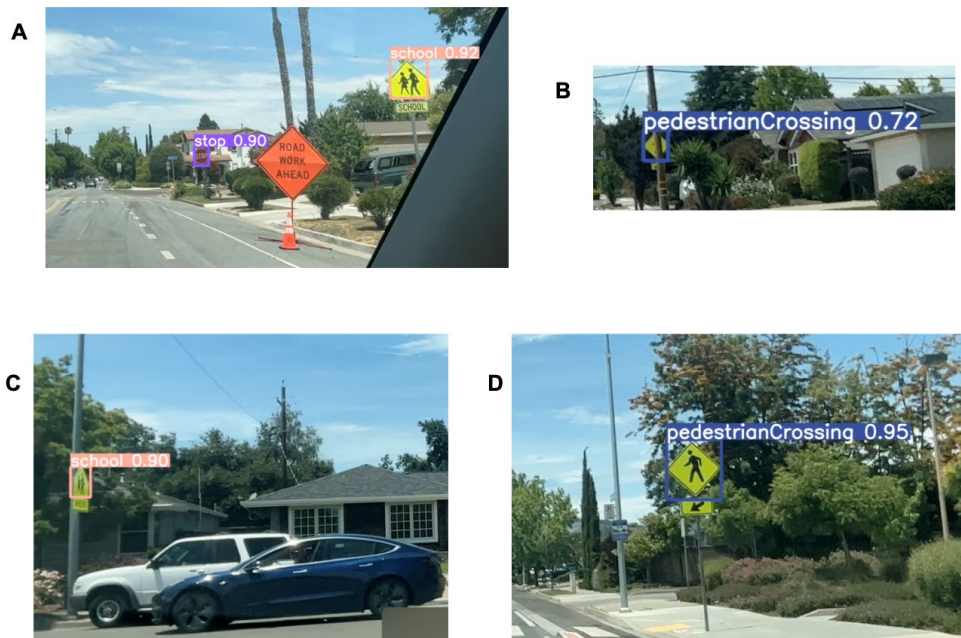 A
school 0.92
SCHOOL
stop 0.90
STOP
ROAD
WORK
AHEAD
B
pedestrianCrossing 0.72
C
school 0.90
D
pedestrianCrossing 0.95